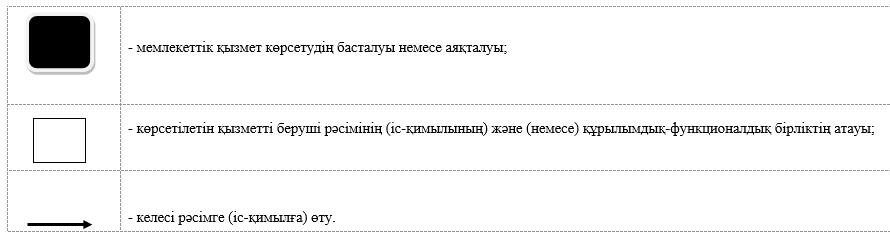 - мемлекеттік қызмет көрсетудің басталуы немесе аяқталуы;
- көрсетілетін қызметті беруші рәсімінің (іс-қимылының) және (немесе) құрылымдық-функционалдық бірліктің атауы;
- келесі рәсімге (іс-қимылға) өту.